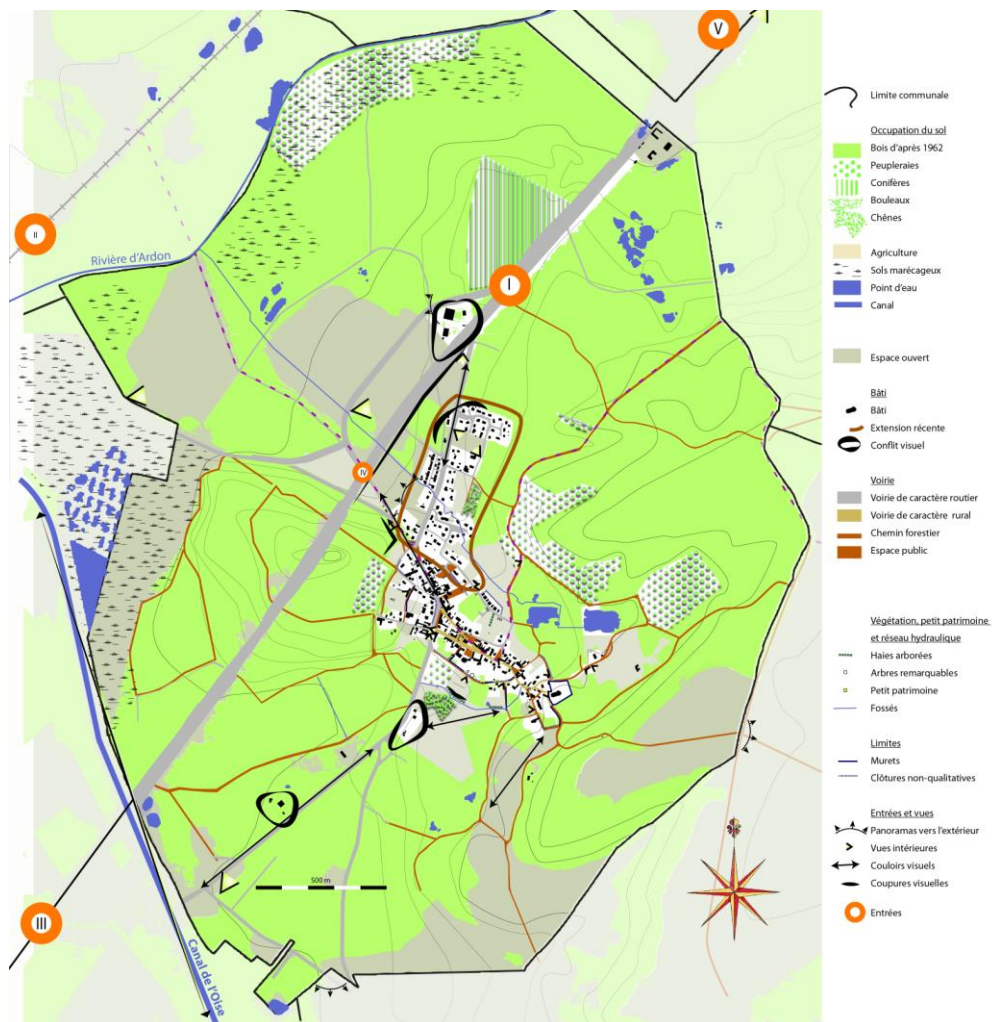 V
I
II
Rivière d'Ardon
I
IV
500 m
III
Canal de l'Oise
Limite communale
Occupation du sol
Bois d'après 1962
Peupleraies
Conifères
Bouleaux
Chênes
Agriculture
Sols marécageux
Point d'eau
Canal
Espace ouvert
Bâti
Bâti
Extension récente
Conflit visuel
Voirie
Voirie de caractère routier
Voirie de caractère rural
Chemin forestier
Espace public
Végétation, petit patrimoine
et réseau hydraulique
Haies arborées
Arbres remarquables
Petit patrimoine
Fossés
Limites
Murets
Clôtures non-qualitatives
Entrées et vues
Panoramas vers l'extérieur
Vues intérieures
Couloirs visuels
Coupures visuelles
Entrées